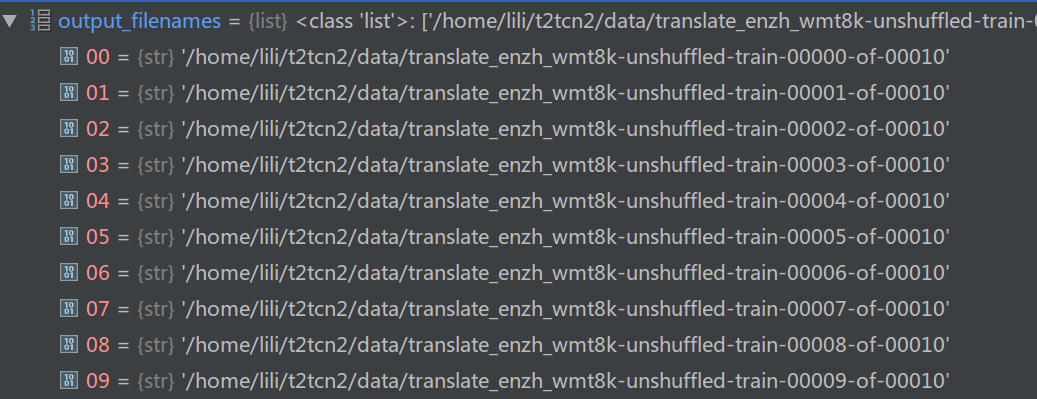 output_filenames = {list} <class 'list'>: ['/home/lili/t2tcn2/data/translate_enzh_wmt8k-unshuffled-train-0
00 = {str} '/home/lili/t2tcn2/data/translate_enzh_wmt8k-unshuffled-train-00000-of-00010'
01 = {str} '/home/lili/t2tcn2/data/translate_enzh_wmt8k-unshuffled-train-00001-of-00010'
02 = {str} '/home/lili/t2tcn2/data/translate_enzh_wmt8k-unshuffled-train-00002-of-00010'
03 = {str} '/home/lili/t2tcn2/data/translate_enzh_wmt8k-unshuffled-train-00003-of-00010'
04 = {str} '/home/lili/t2tcn2/data/translate_enzh_wmt8k-unshuffled-train-00004-of-00010'
05 = {str} '/home/lili/t2tcn2/data/translate_enzh_wmt8k-unshuffled-train-00005-of-00010'
06 = {str} '/home/lili/t2tcn2/data/translate_enzh_wmt8k-unshuffled-train-00006-of-00010'
07 = {str} '/home/lili/t2tcn2/data/translate_enzh_wmt8k-unshuffled-train-00007-of-00010'
08 = {str} '/home/lili/t2tcn2/data/translate_enzh_wmt8k-unshuffled-train-00008-of-00010'
09 = {str} '/home/lili/t2tcn2/data/translate_enzh_wmt8k-unshuffled-train-00009-of-00010'